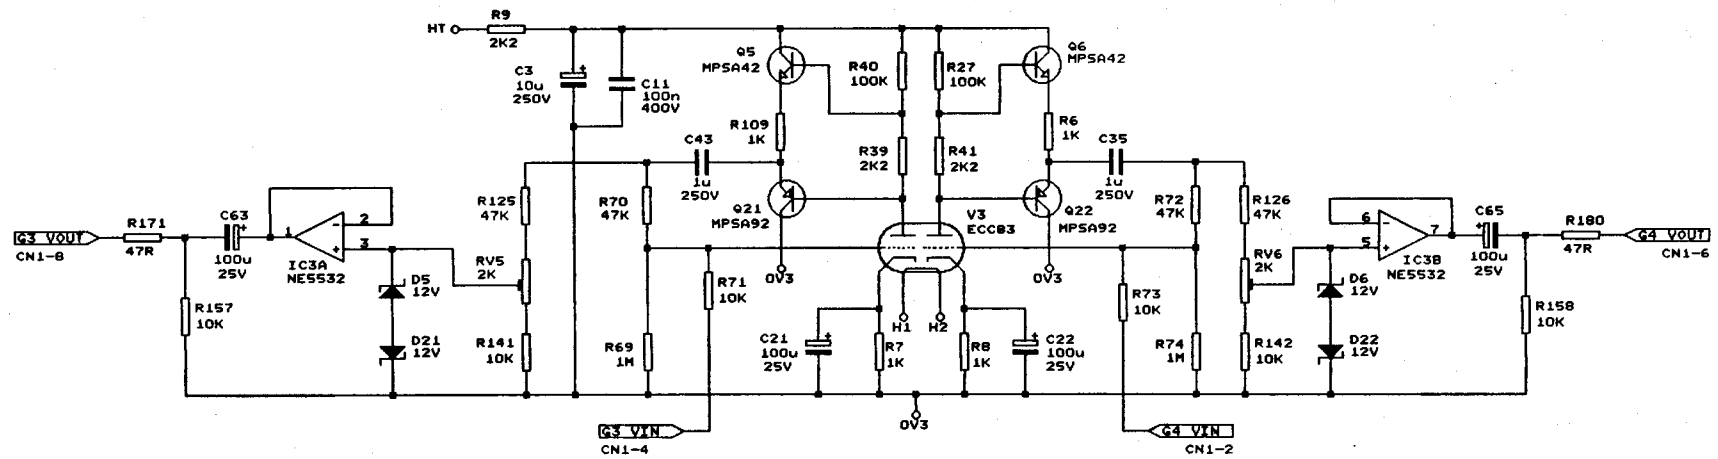 HT
R9
2K2
C3
10u
250V
C11
100n
400V
Q5
MPSA42
R40
100K
R27
100K
Q6
MPSA42
R109
1K
C43
1u
250V
R39
2K2
R41
2K2
R6
1K
C35
1u
250V
R125
47K
R70
47K
Q21
MPSA92
V3
ECC83
Q22
MPSA92
R72
47K
R126
47K
G3 VOUT
CN1-8
R171
47R
C63
100u
25V
1
2
3
IC3A
NE5532
R157
10K
D5
12V
D21
12V
RV5
2K
R141
10K
R69
1M
R71
10K
0V3
C21
100u
25V
R7
1K
H1
H2
R8
1K
C22
100u
25V
0V3
R73
10K
R74
1M
RV6
2K
R142
10K
D6
12V
D22
12V
6
5
7
IC3B
NE5532
C65
100u
25V
R158
10K
R180
47R
G4 VOUT
CN1-6
G3 VIN
CN1-4
0V3
G4 VIN
CN1-2